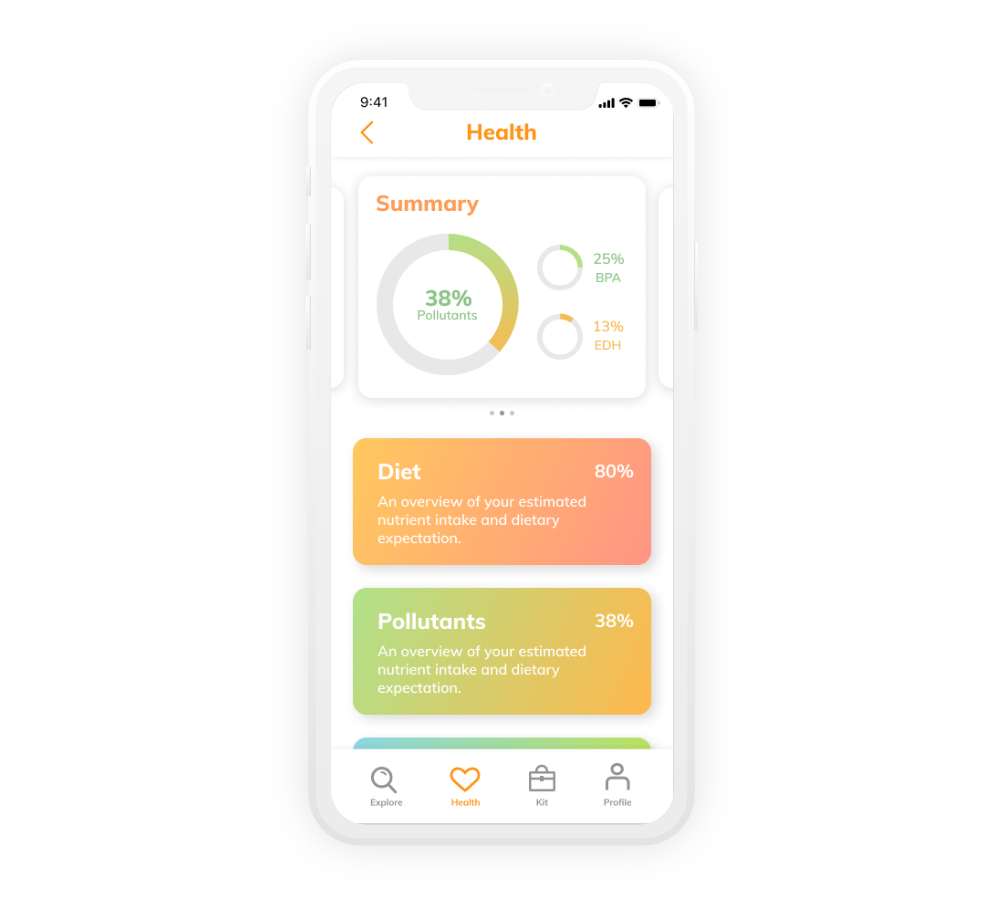 9:41
Health
Summary
38%
Pollutants
25%
BPA
13%
EDH
Diet
80%
An overview of your estimated
nutrient intake and dietary
expectation.
Pollutants
38%
An overview of your estimated
nutrient intake and dietary
expectation.
Explore
Health
Kit
Profile